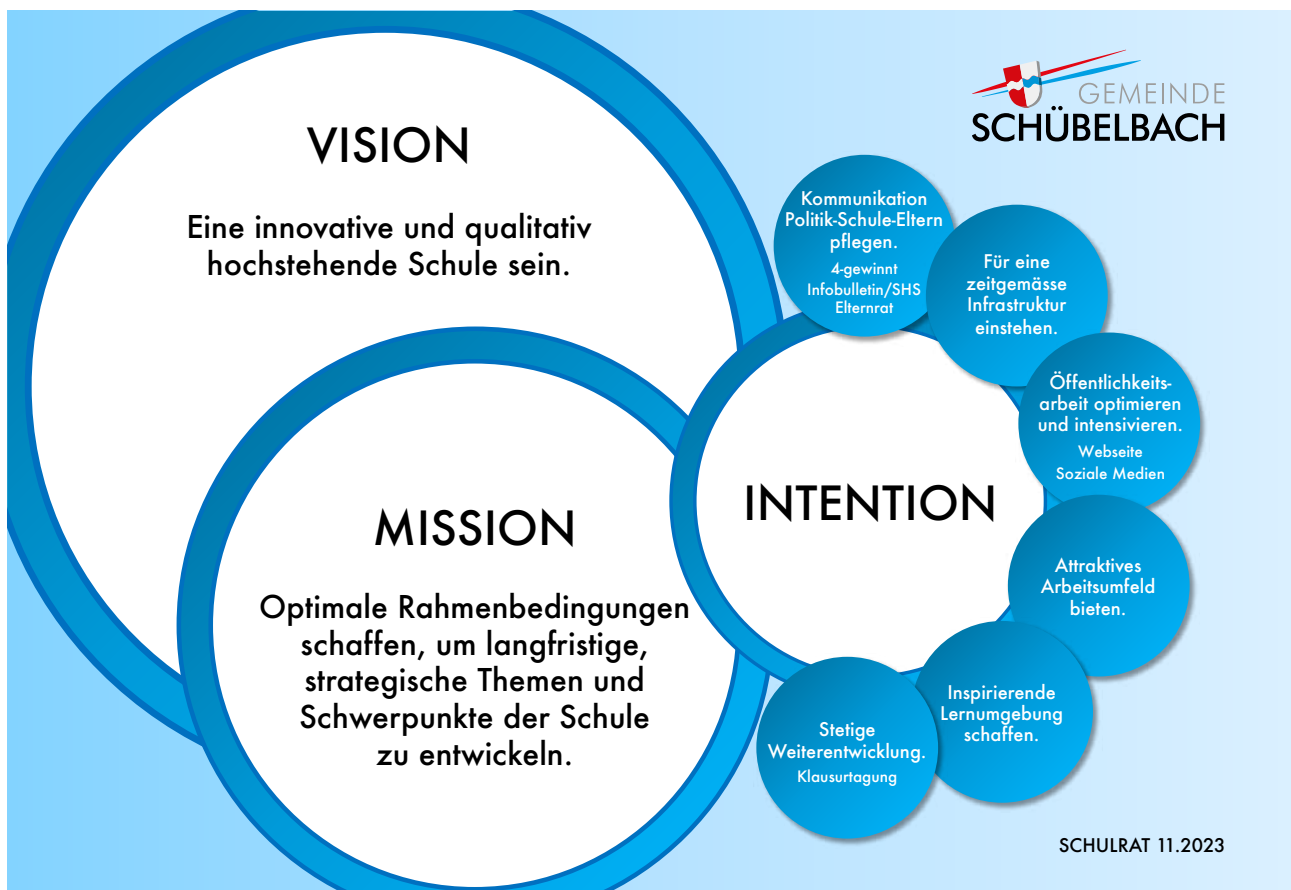 GEMEINDE
SCHÜBELBACH
VISION
Eine innovative und qualitativ
hochstehende Schule sein.
MISSION
Optimale Rahmenbedingungen
schaffen, um langfristige,
strategische Themen und
Schwerpunkte der Schule
zu entwickeln.
INTENTION
Kommunikation
Politik-Schule-Eltern
pflegen.
4-gewinnt
Infobulletin/SHS
Elternrat
Für eine
zeitgemässe
Infrastruktur
einstehen.
Öffentlichkeits-
arbeit optimieren
und intensivieren.
Webseite
Soziale Medien
Attraktives
Arbeitsumfeld
bieten.
Inspirierende
Lernumgebung
schaffen.
Stetige
Weiterentwicklung.
Klausurtagung
SCHULRAT 11.2023